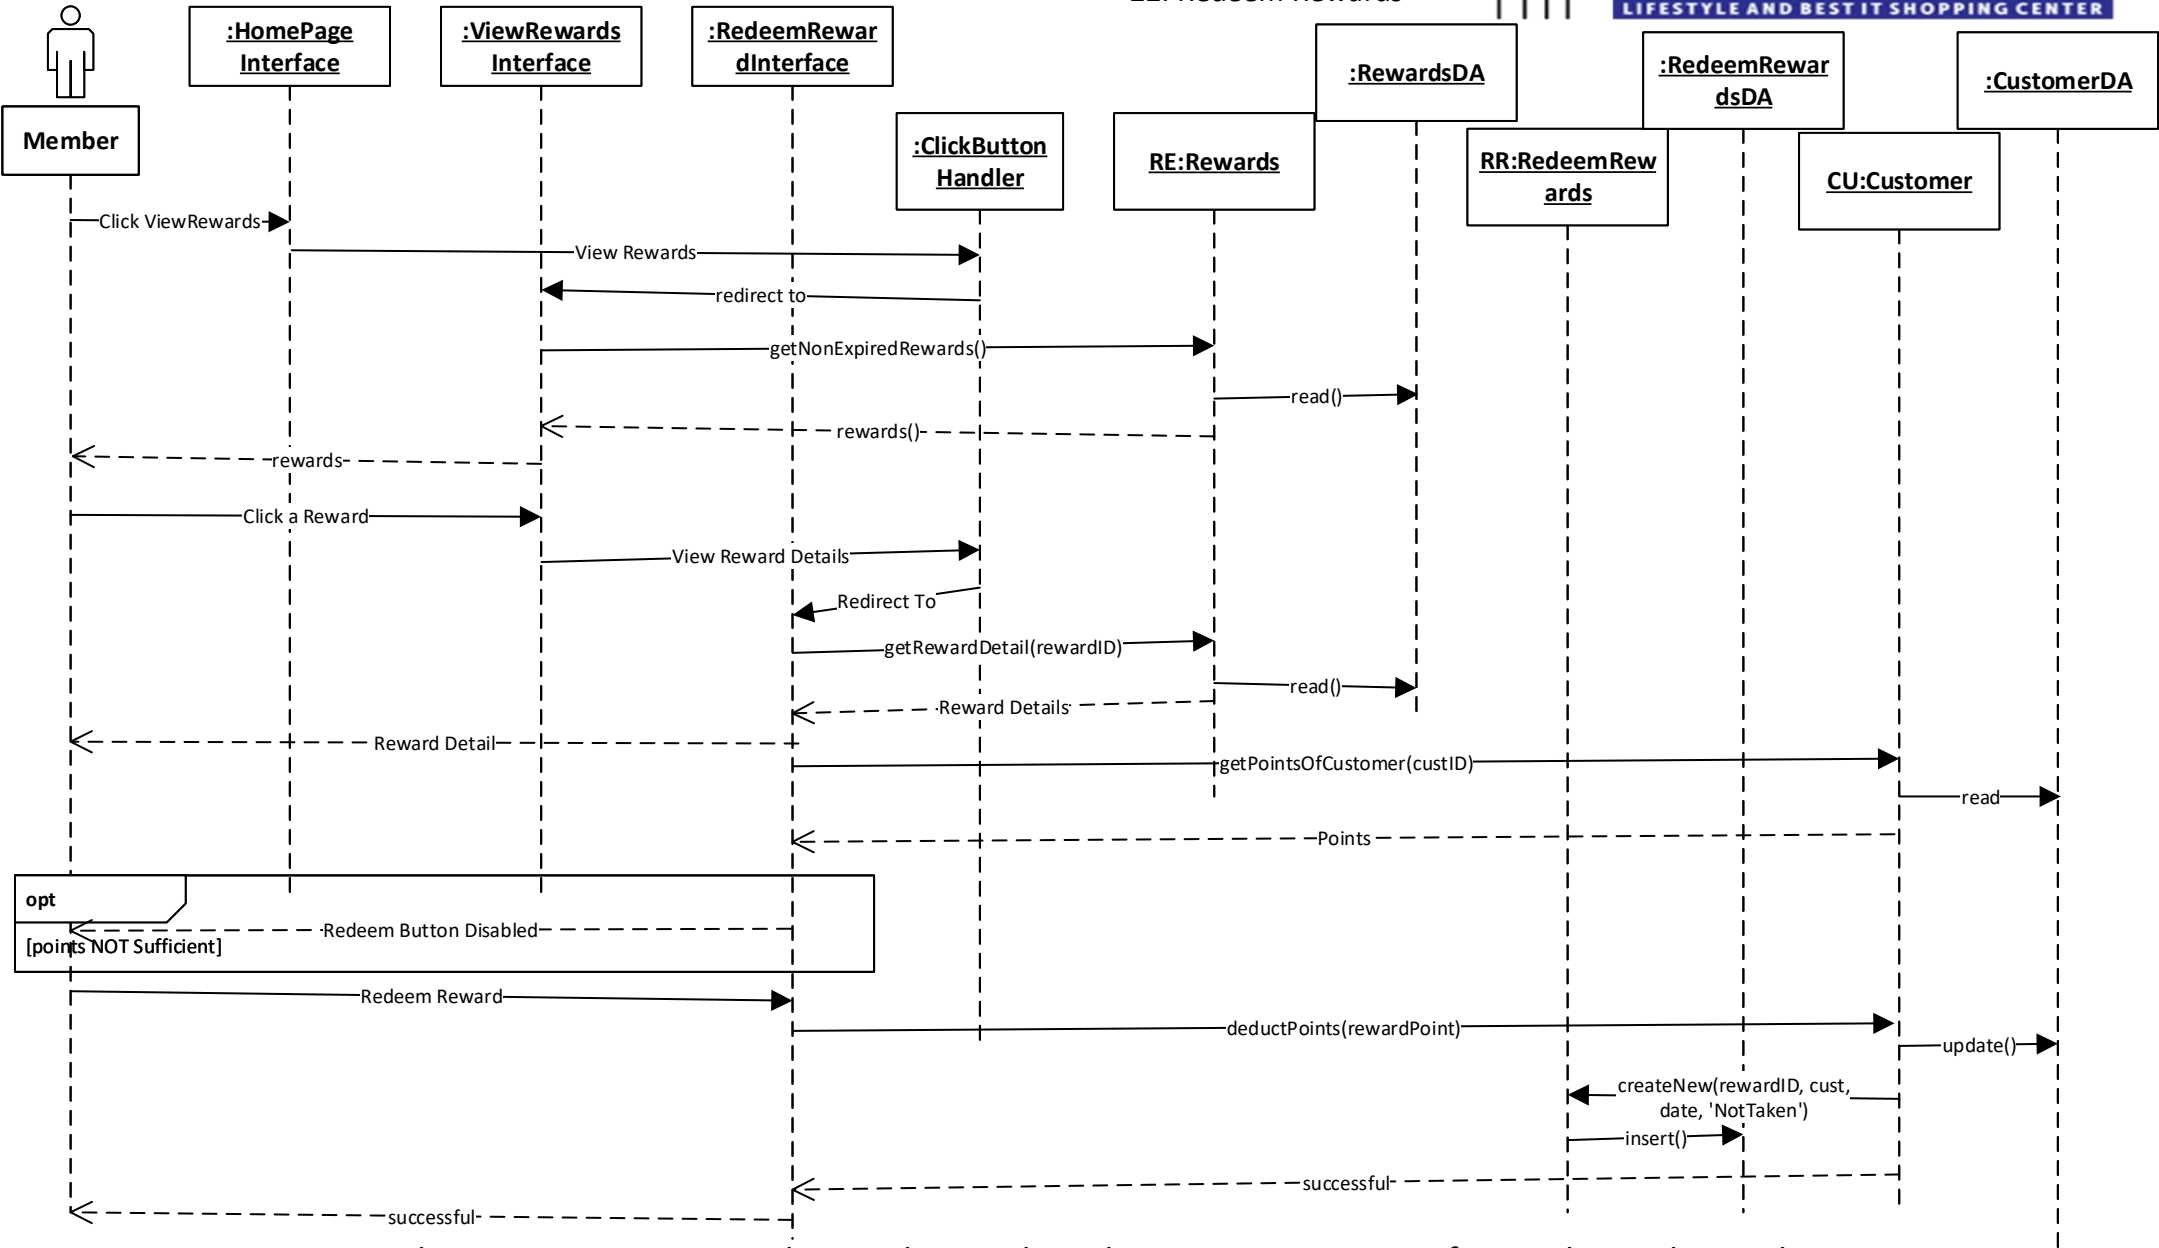 LIFESTYLE AND BEST IT SHOPPING CENTER
:HomePage
Interface
:ViewRewards
Interface
:RedeemRewar
dInterface
:RewardsDA
:RedeemRewar
dsDA
:CustomerDA
Member
:ClickButton
Handler
RE:Rewards
RR:RedeemRew
ards
CU:Customer
Click ViewRewards
View Rewards
redirect to
getNonExpiredRewards()
read()
rewards()
rewards
Click a Reward
View Reward Details
Redirect To
getRewardDetail(rewardID)
read()
Reward Details
Reward Detail
getPointsOfCustomer(custID)
read
Points
opt
Redeem Button Disabled
[points NOT Sufficient]
Redeem Reward
deductPoints(rewardPoint)
update()
createNew(rewardID, cust,
date, 'NotTaken')
insert()
successful
successful